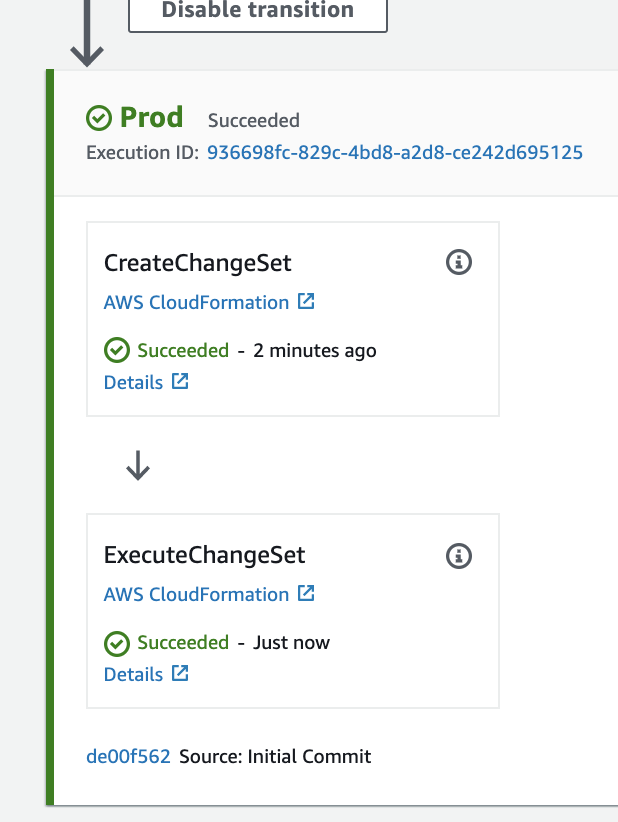 Disable transition
Prod Succeeded
Execution ID: 936698fc-829c-4bd8-a2d8-ce242d695125
CreateChangeSet
AWS CloudFormation
Succeeded - 2 minutes ago
Details
ExecuteChangeSet
AWS CloudFormation
Succeeded - Just now
Details
de00f562 Source: Initial Commit